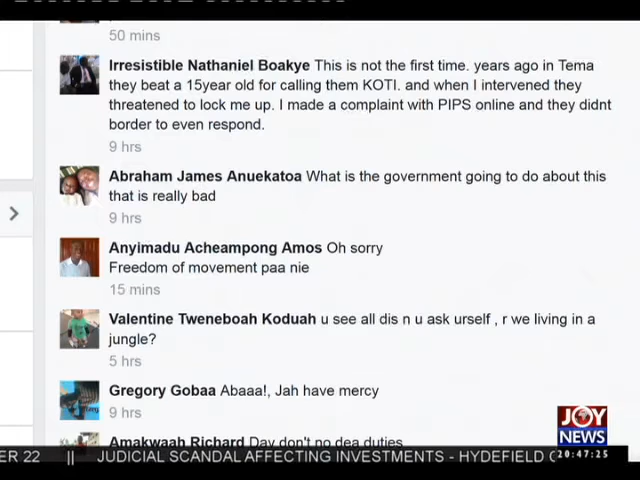 50 mins
Irresistible Nathaniel Boakye This is not the first time. years ago in Tema
they beat a 15year old for calling them KOTI. and when I intervened they
threatened to lock me up. I made a complaint with PIPS online and they didnt
border to even respond.
9 hrs
Abraham James Anuekatoa What is the government going to do about this
that is really bad
9 hrs
Anyimadu Acheampong Amos Oh sorry
Freedom of movement paa nie
15 mins
Valentine Tweneboah Koduah u see all dis n u ask urself , r we living in a
jungle?
5 hrs
Gregory Gobaa Abaaa!, Jah have mercy
9 hrs
Amakwaah Richard Day don't no dea duties
JOY
NEWS
20:47:25
ER 22 || JUDICIAL SCANDAL AFFECTING INVESTMENTS - HYDEFIELD